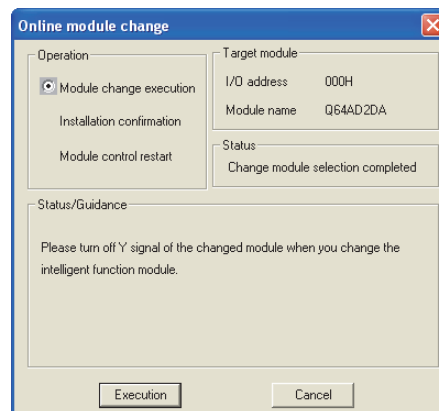 Online module change
Operation
Module change execution
Installation confirmation
Module control restart
Target module
I/O address 000H
Module name Q64AD2DA
Status
Change module selection completed
Status/Guidance
Please turn off Y signal of the changed module when you change the
intelligent function module.
Execution Cancel